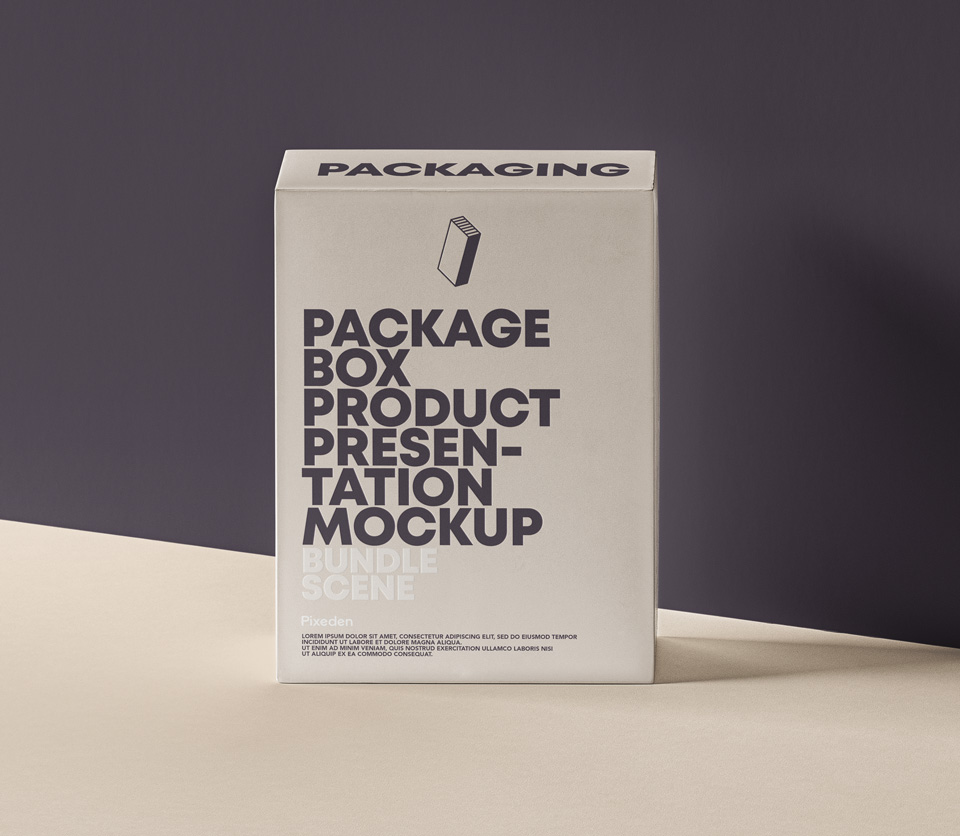 PACKAGING
PACKAGE
BOX
PRODUCT
PRESEN-
TATION
MOCKUP
BUNDLE
SCENE
Pixeden
LOREM IPSUM DOLOR SIT AMET, CONSECTETUR ADIPISCING ELIT, SED DO EIUSMOD TEMPOR
INCIDIDUNT UT LABORE ET DOLORE MAGNA ALIQUA.
UT ENIM AD MINIM VENIAM, QUIS NOSTRUD EXERCITATION ULLAMCO LABORIS NISI
UT ALIQUIP EX EA COMMODO CONSEQUAT.